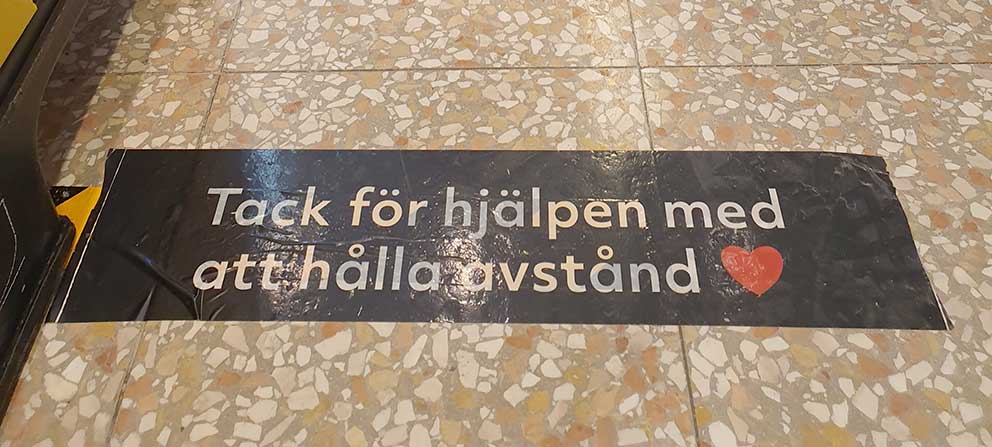 Tack för hjälpen med
att hålla avstånd ❤